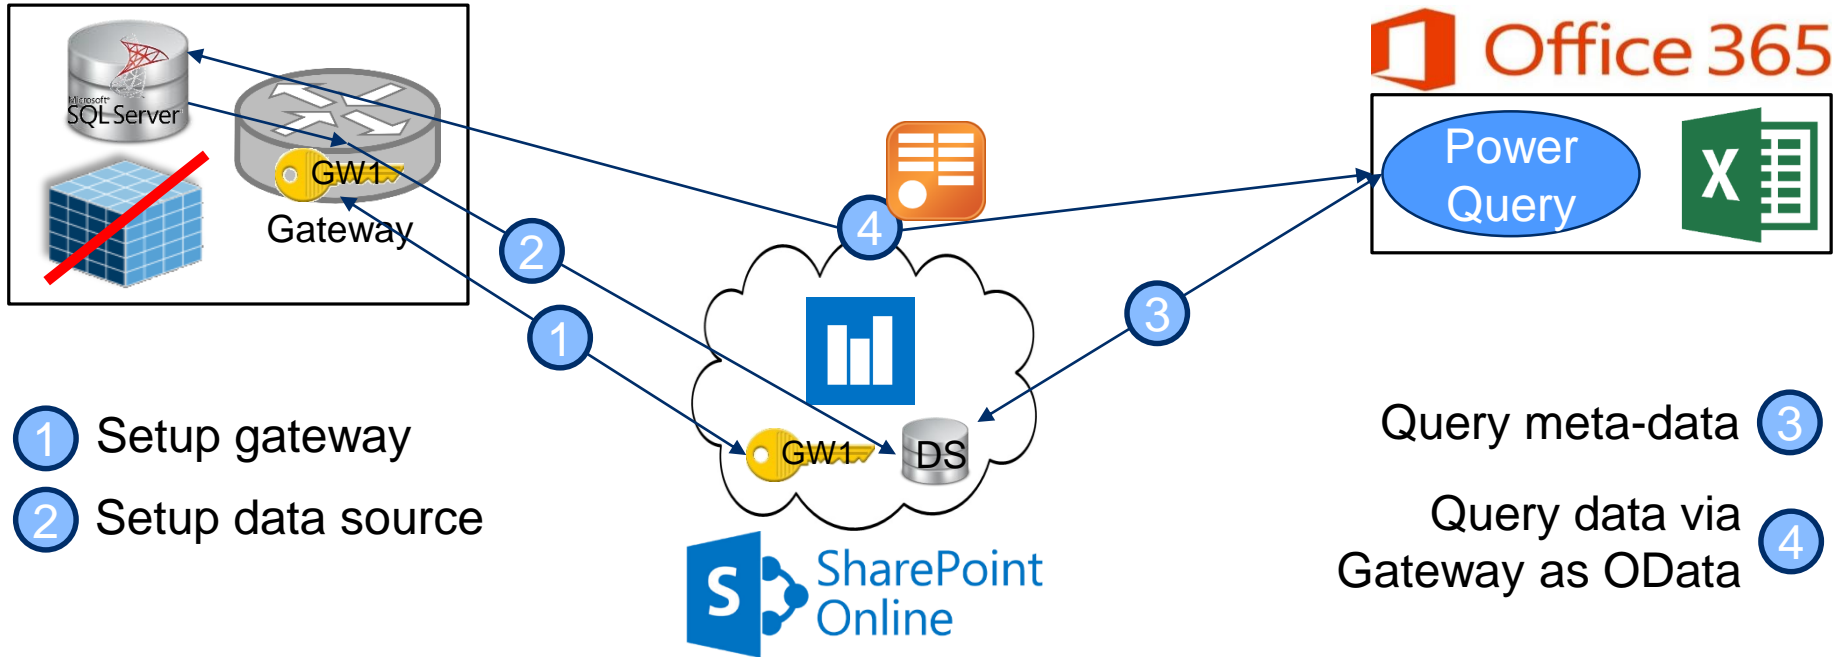 Microsoft®
SQL Server
GW1
Gateway
Office 365
Power
Query
X
4
2
1
3
GW1
DS
1 Setup gateway
2 Setup data source
Query meta-data 3
Query data via
Gateway as OData 4
S
SharePoint
Online